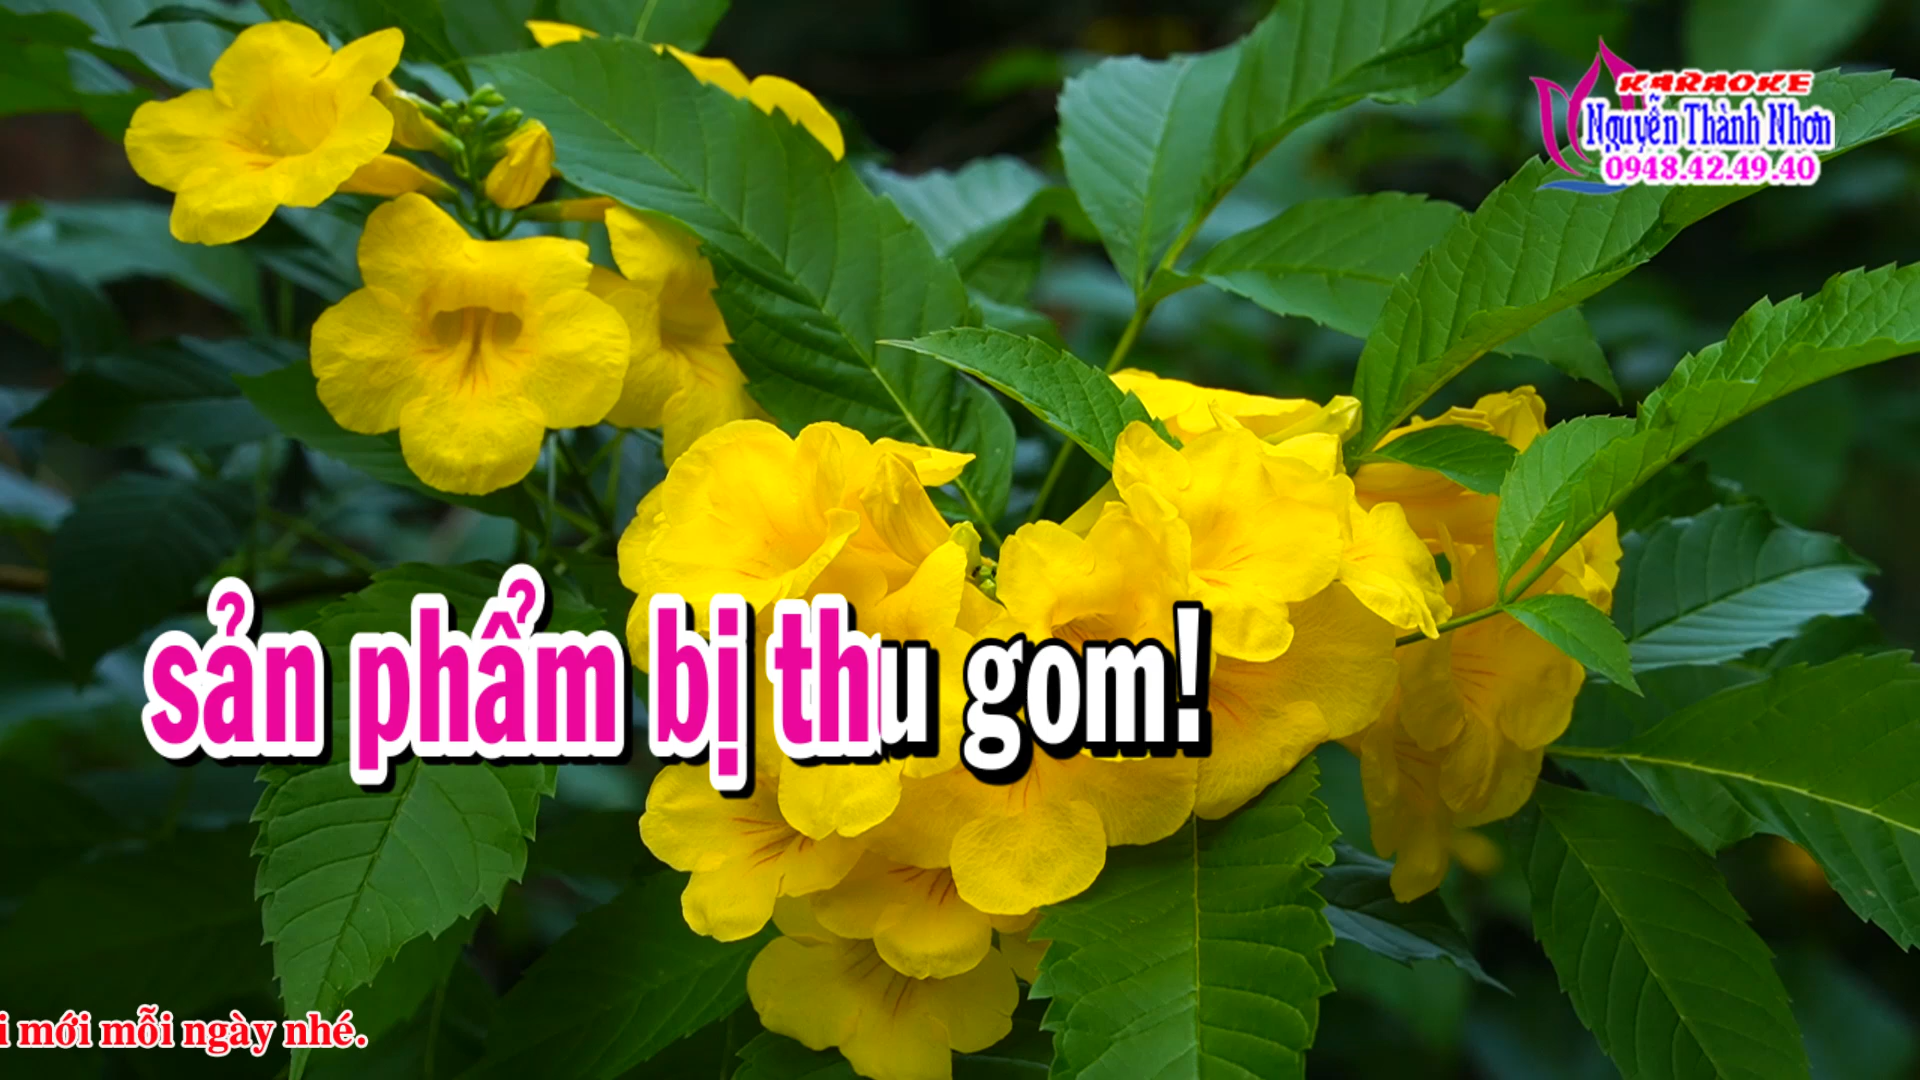 KARAOKE
Nguyễn Thành Nhơn
0948.42.49.40
sản phẩm bị thu gom!
i mới mỗi ngày nhé.